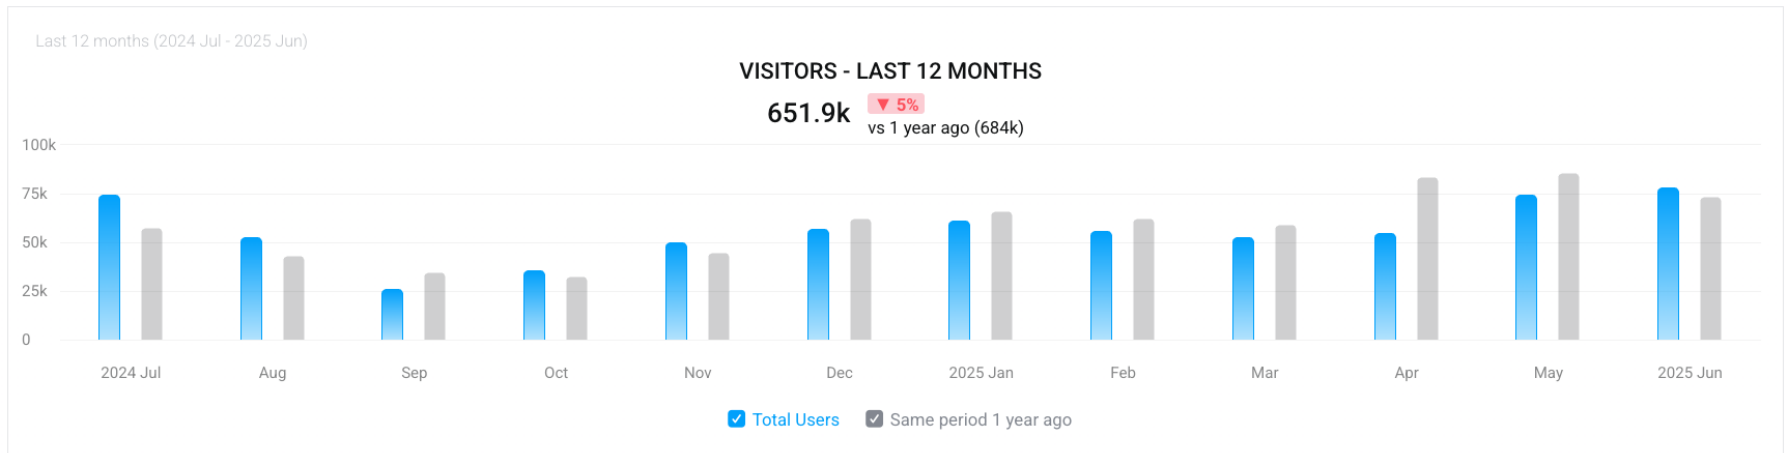 Last 12 months (2024 Jul - 2025 Jun)
VISITORS - LAST 12 MONTHS
651.9k ▼ 5%
vs 1 year ago (684k)
100k
75k
50k
25k
0
2024 Jul Aug Sep Oct Nov Dec 2025 Jan Feb Mar Apr May 2025 Jun
Total Users Same period 1 year ago